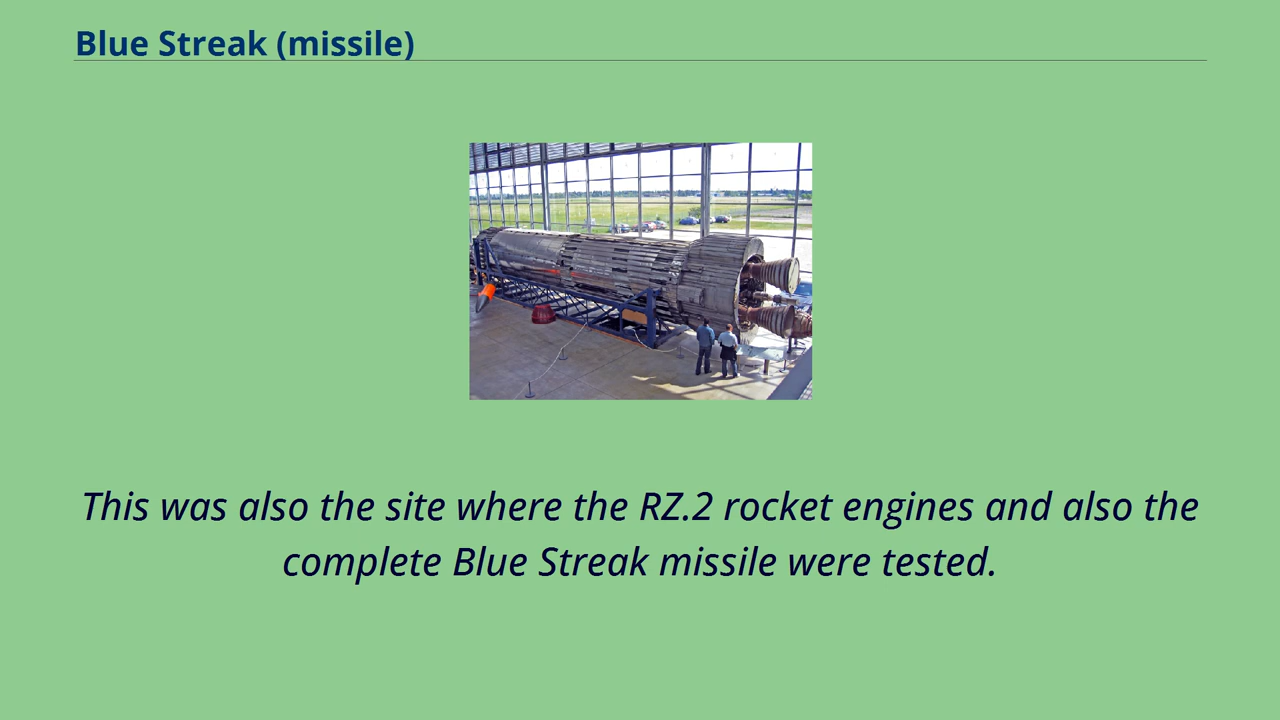 Blue Streak (missile)
This was also the site where the RZ.2 rocket engines and also the
complete Blue Streak missile were tested.